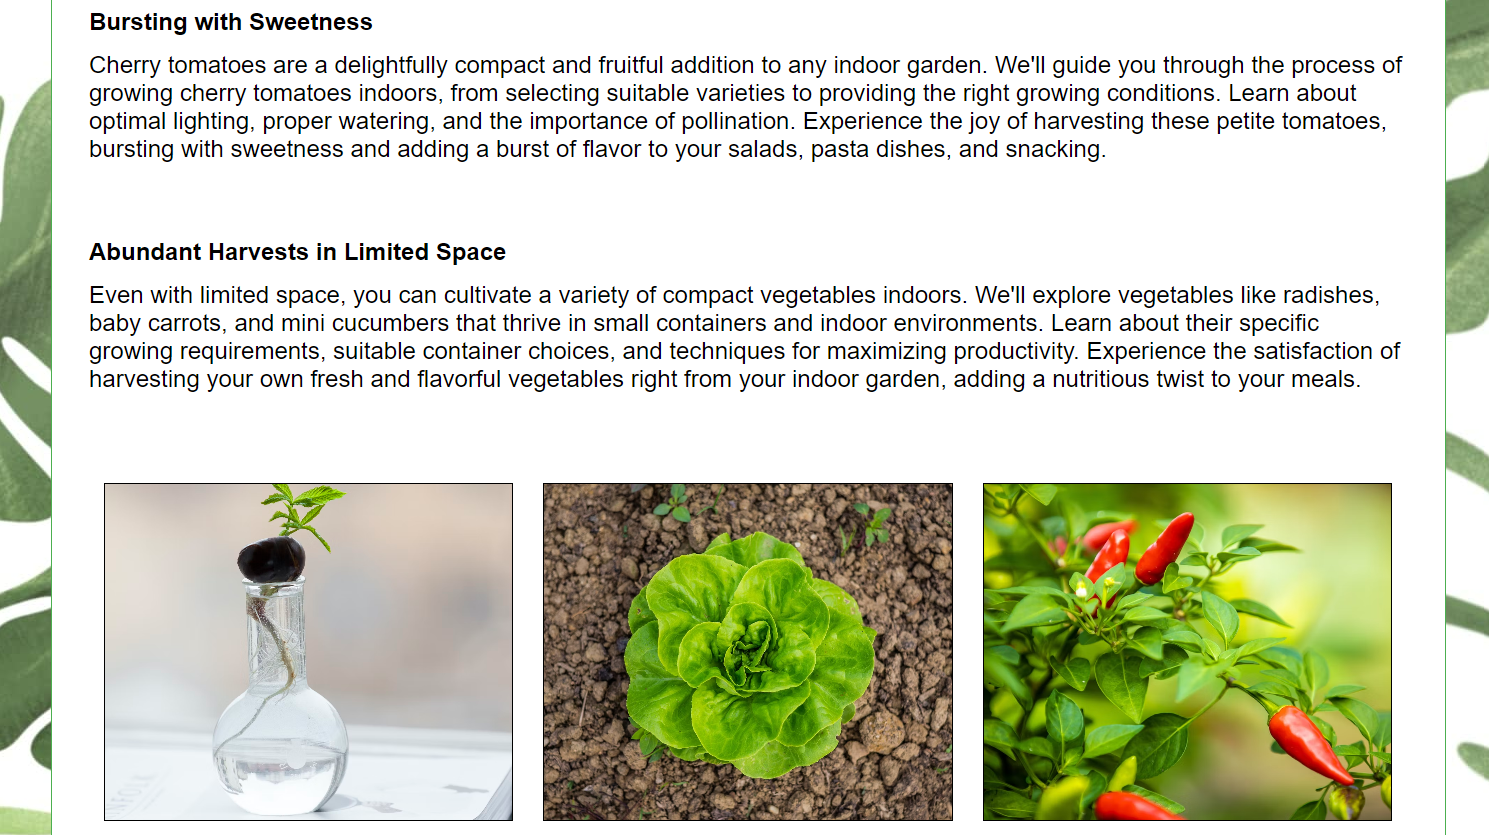 Bursting with Sweetness
Cherry tomatoes are a delightfully compact and fruitful addition to any indoor garden. We'll guide you through the process of
growing cherry tomatoes indoors, from selecting suitable varieties to providing the right growing conditions. Learn about
optimal lighting, proper watering, and the importance of pollination. Experience the joy of harvesting these petite tomatoes,
bursting with sweetness and adding a burst of flavor to your salads, pasta dishes, and snacking.
Abundant Harvests in Limited Space
Even with limited space, you can cultivate a variety of compact vegetables indoors. We'll explore vegetables like radishes,
baby carrots, and mini cucumbers that thrive in small containers and indoor environments. Learn about their specific
growing requirements, suitable container choices, and techniques for maximizing productivity. Experience the satisfaction of
harvesting your own fresh and flavorful vegetables right from your indoor garden, adding a nutritious twist to your meals.